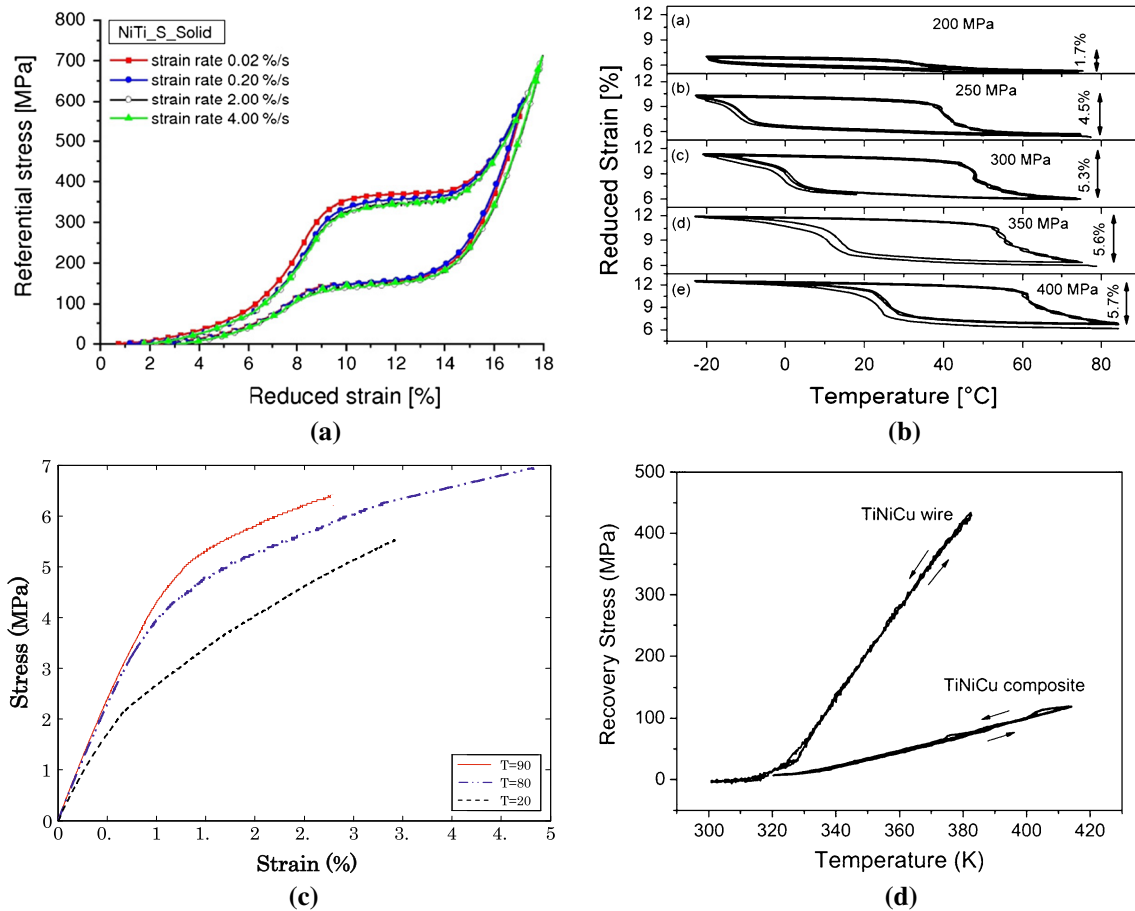 NiTi_S_Solid
strain rate 0.02 %/s
strain rate 0.20 %/s
strain rate 2.00 %/s
strain rate 4.00 %/s
Referential stress [MPa]
800
700
600
500
400
300
200
100
0
0 2 4 6 8 10 12 14 16 18
Reduced strain [%]
(a)
Reduced Strain [%]
(a) 200 MPa 1.7%
12
9
6
(b) 250 MPa 4.5%
12
9
6
(c) 300 MPa 5.3%
12
9
6
(d) 350 MPa 5.6%
12
9
6
(e) 400 MPa 5.7%
12
9
6
-20 0 20 40 60 80
Temperature [°C]
(b)
Stress (MPa)
7
6
5
4
3
2
1
0
0 0. 1 1. 2 2. 3 3. 4 4. 5
T=90
T=80
T=20
Strain (%)
(c)
Recovery Stress (MPa)
500
400
300
200
100
0
TiNiCu wire
TiNiCu composite
300 320 340 360 380 400 420
Temperature (K)
(d)